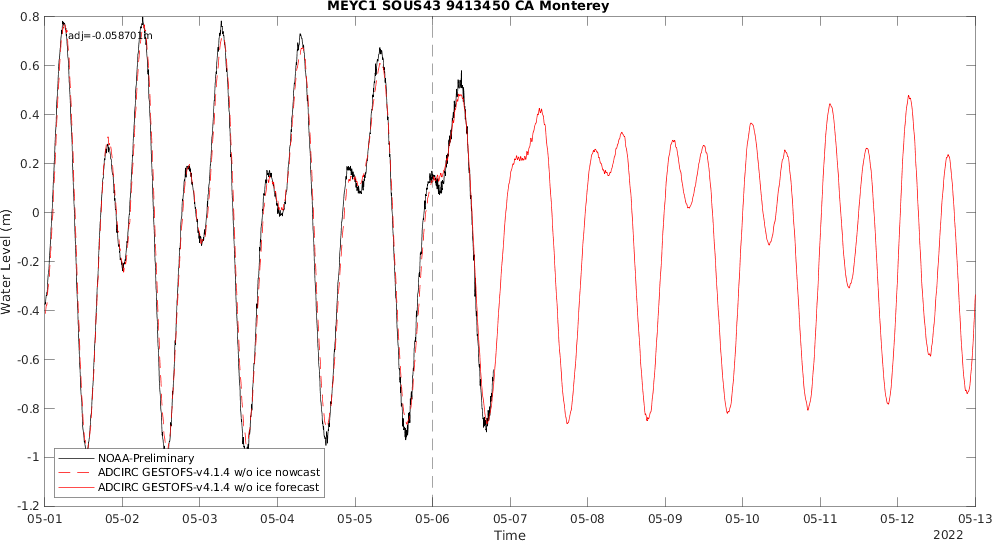 MEYC1 SOUS43 9413450 CA Monterey
adj=-0.058701m
Water Level (m)
0.8
0.6
0.4
0.2
0
-0.2
-0.4
-0.6
-0.8
-1
-1.2
NOAA-Preliminary
ADCIRC GESTOFS-v4.1.4 w/o ice nowcast
ADCIRC GESTOFS-v4.1.4 w/o ice forecast
05-01 05-02 05-03 05-04 05-05 05-06 05-07 05-08 05-09 05-10 05-11 05-12 05-13
Time
2022